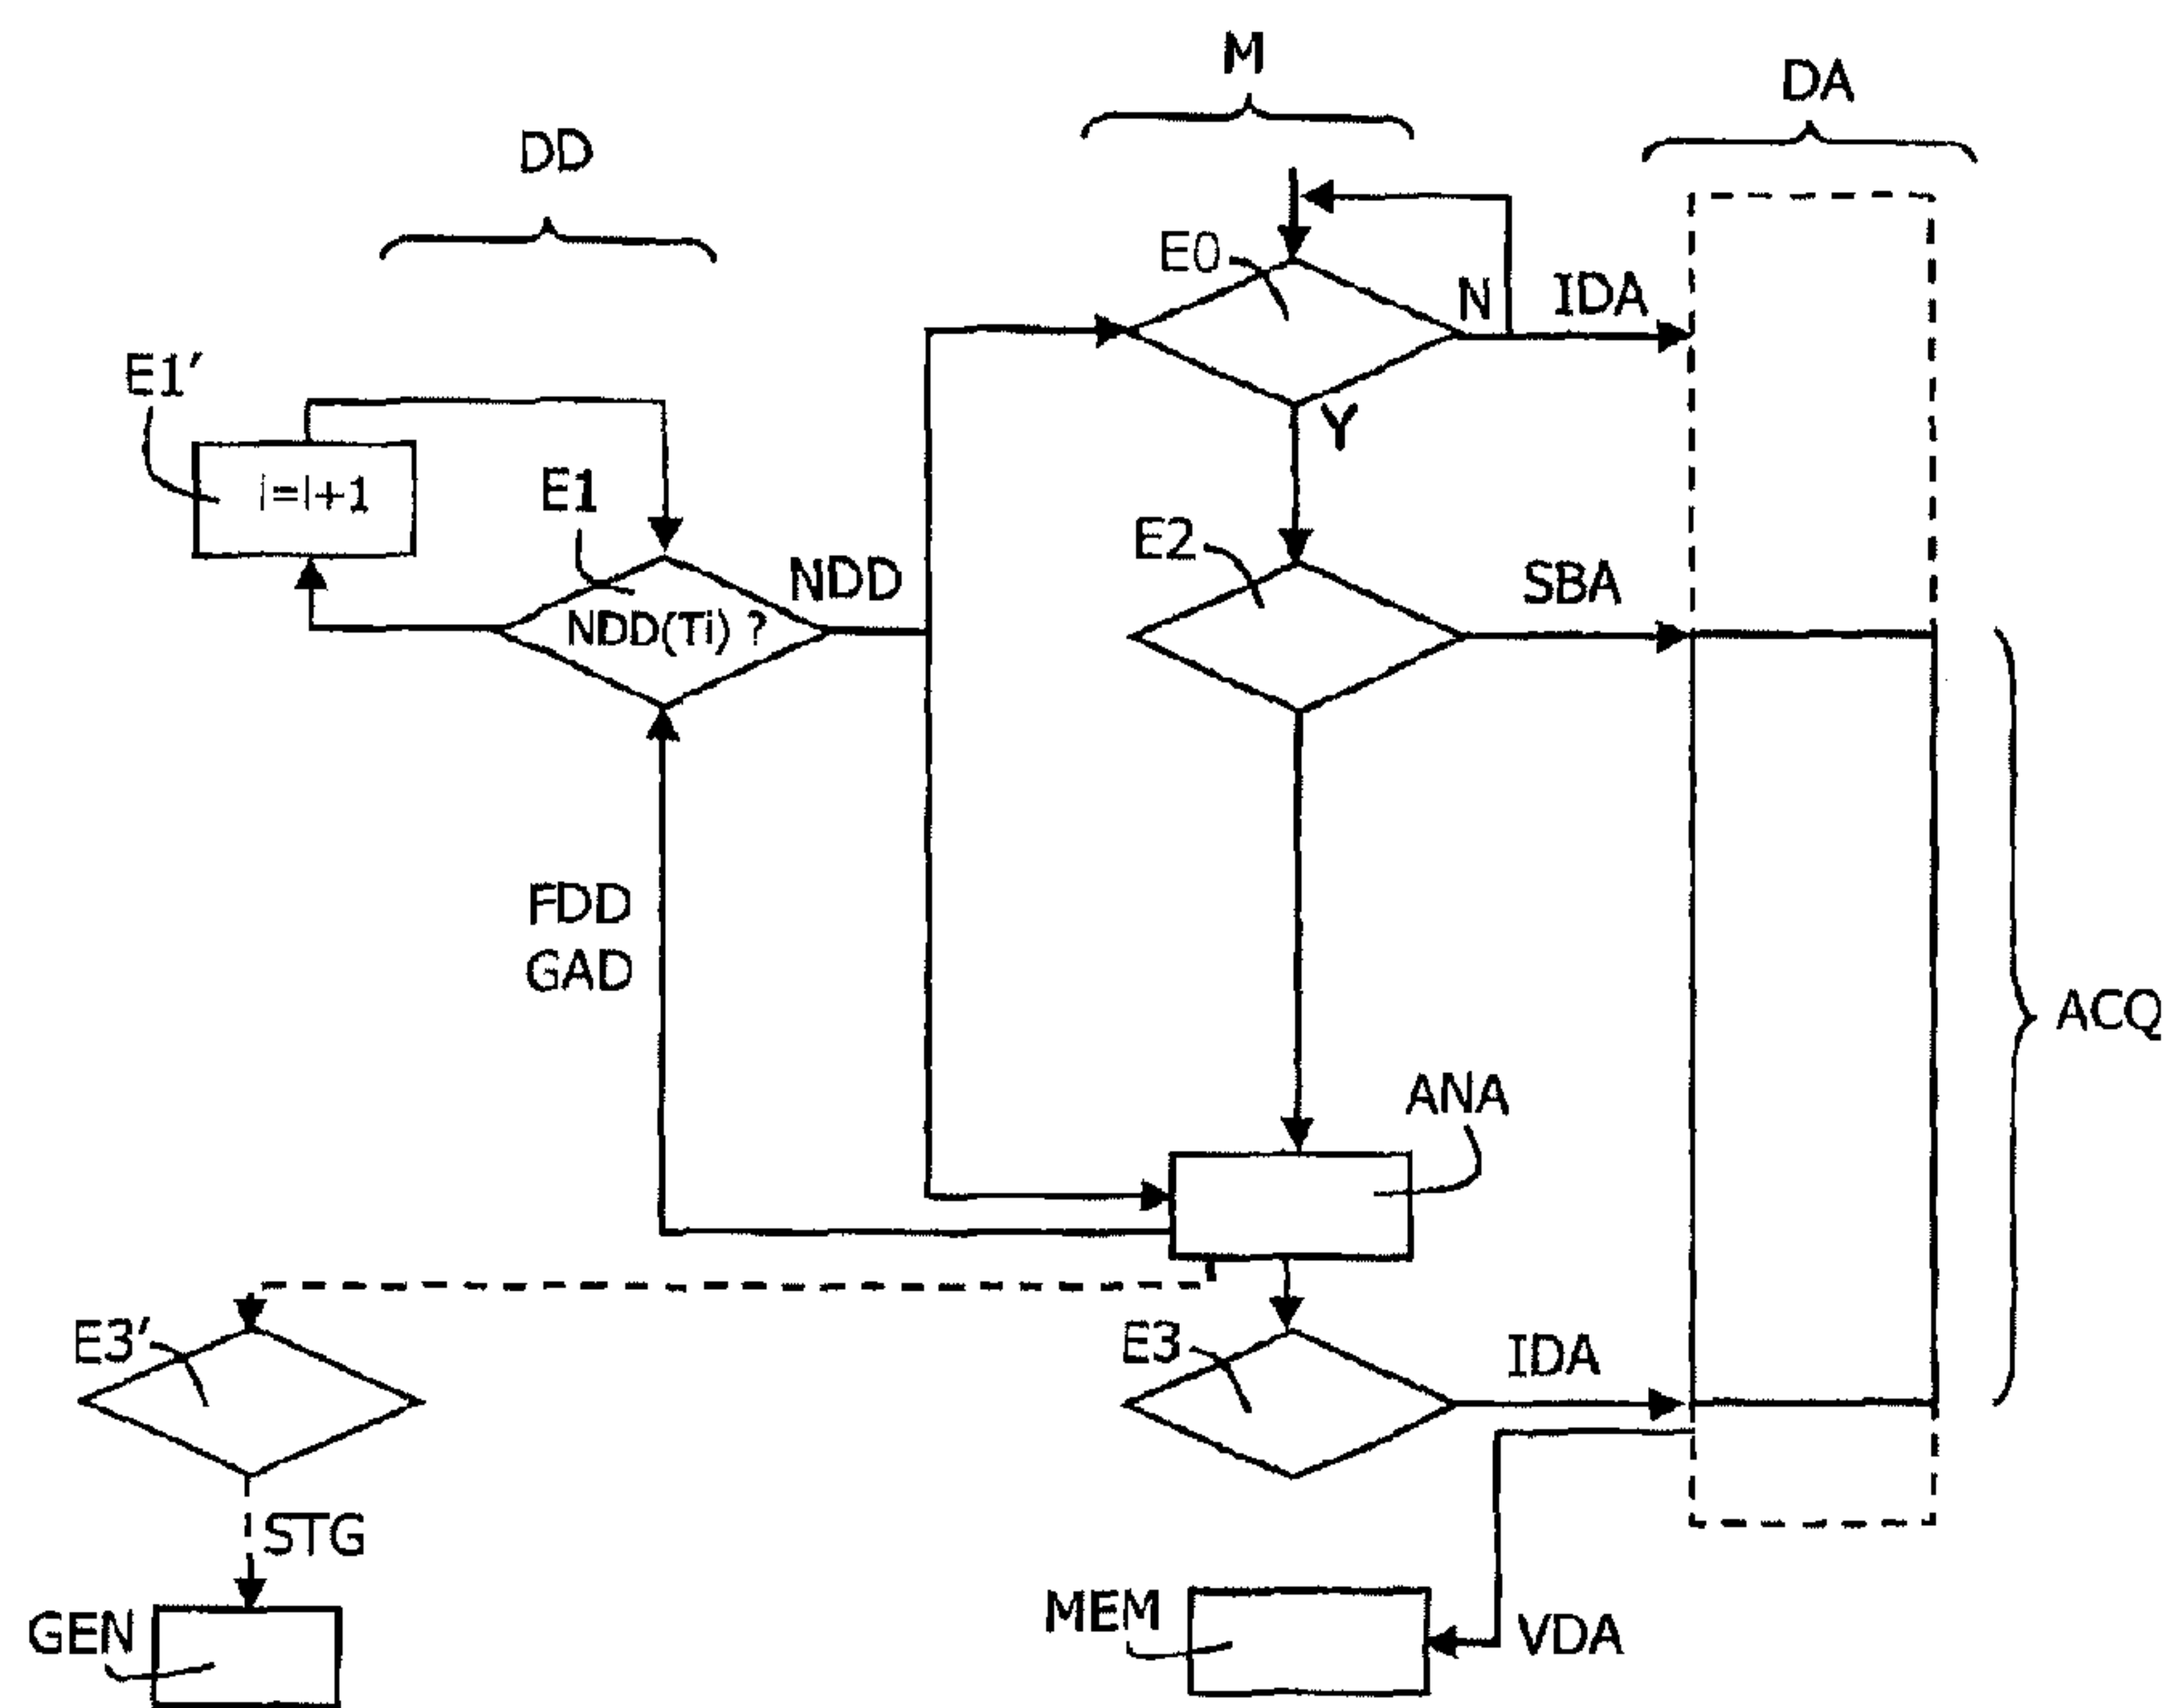 M
DA
DD
E0
N
IDA
E1'
Y
i=i+1
E1
E2
NDD
SBA
NDD(Ti) ?
FDD
GAD
ACQ
ANA
E3'
E3
IDA
STG
MEM
GEN
VDA